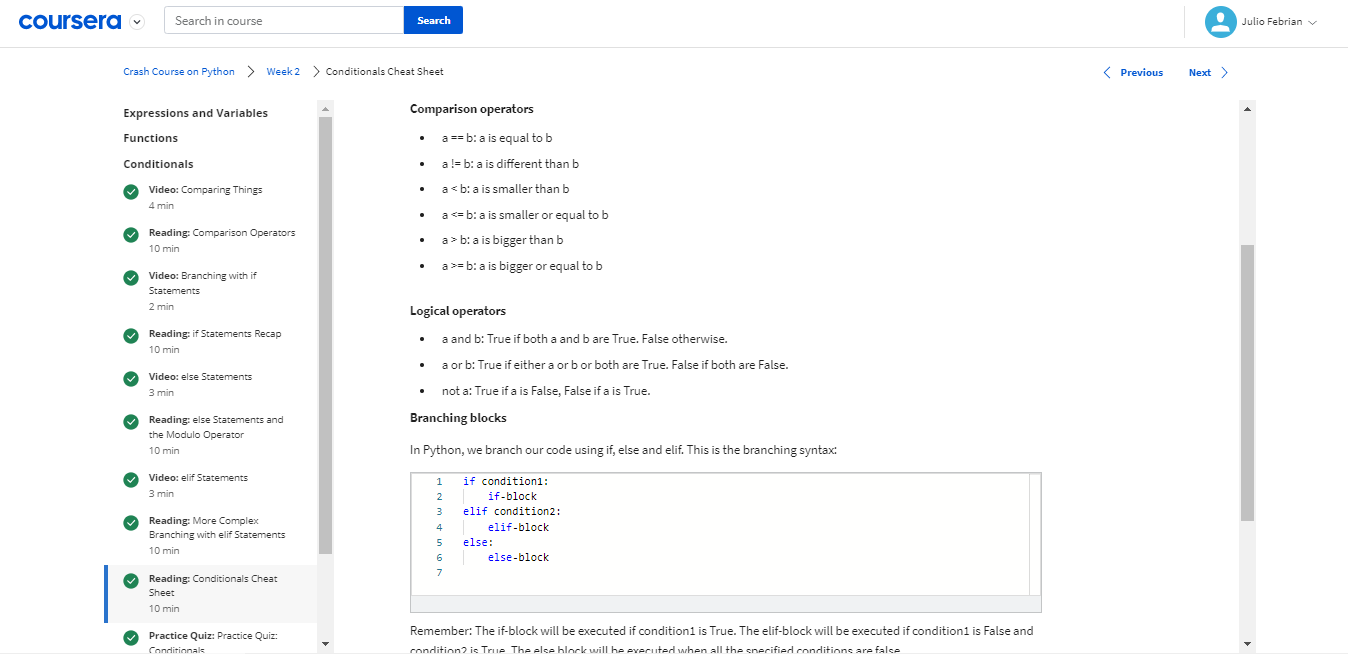 coursera
Search in course
Search
Julio Febrian
Crash Course on Python
Week 2
Conditionals Cheat Sheet
Previous
Next
Expressions and Variables
Functions
Conditionals
Video: Comparing Things
4 min
Reading: Comparison Operators
10 min
Video: Branching with if
Statements
2 min
Reading: if Statements Recap
10 min
Video: else Statements
3 min
Reading: else Statements and
the Modulo Operator
10 min
Video: elif Statements
3 min
Reading: More Complex
Branching with elif Statements
10 min
Reading: Conditionals Cheat
Sheet
10 min
Practice Quiz: Practice Quiz:
Conditionals
Comparison operators
• a == b: a is equal to b
• a != b: a is different than b
• a < b: a is smaller than b
• a <= b: a is smaller or equal to b
• a > b: a is bigger than b
• a >= b: a is bigger or equal to b
Logical operators
• a and b: True if both a and b are True. False otherwise.
• a or b: True if either a or b or both are True. False if both are False.
• not a: True if a is False, False if a is True.
Branching blocks
In Python, we branch our code using if, else and elif. This is the branching syntax:
1 if condition1:
2     if-block
3 elif condition2:
4     elif-block
5 else:
6     else-block
7
Remember: The if-block will be executed if condition1 is True. The elif-block will be executed if condition1 is False and
condition2 is True. The else block will be executed when all the specified conditions are false.